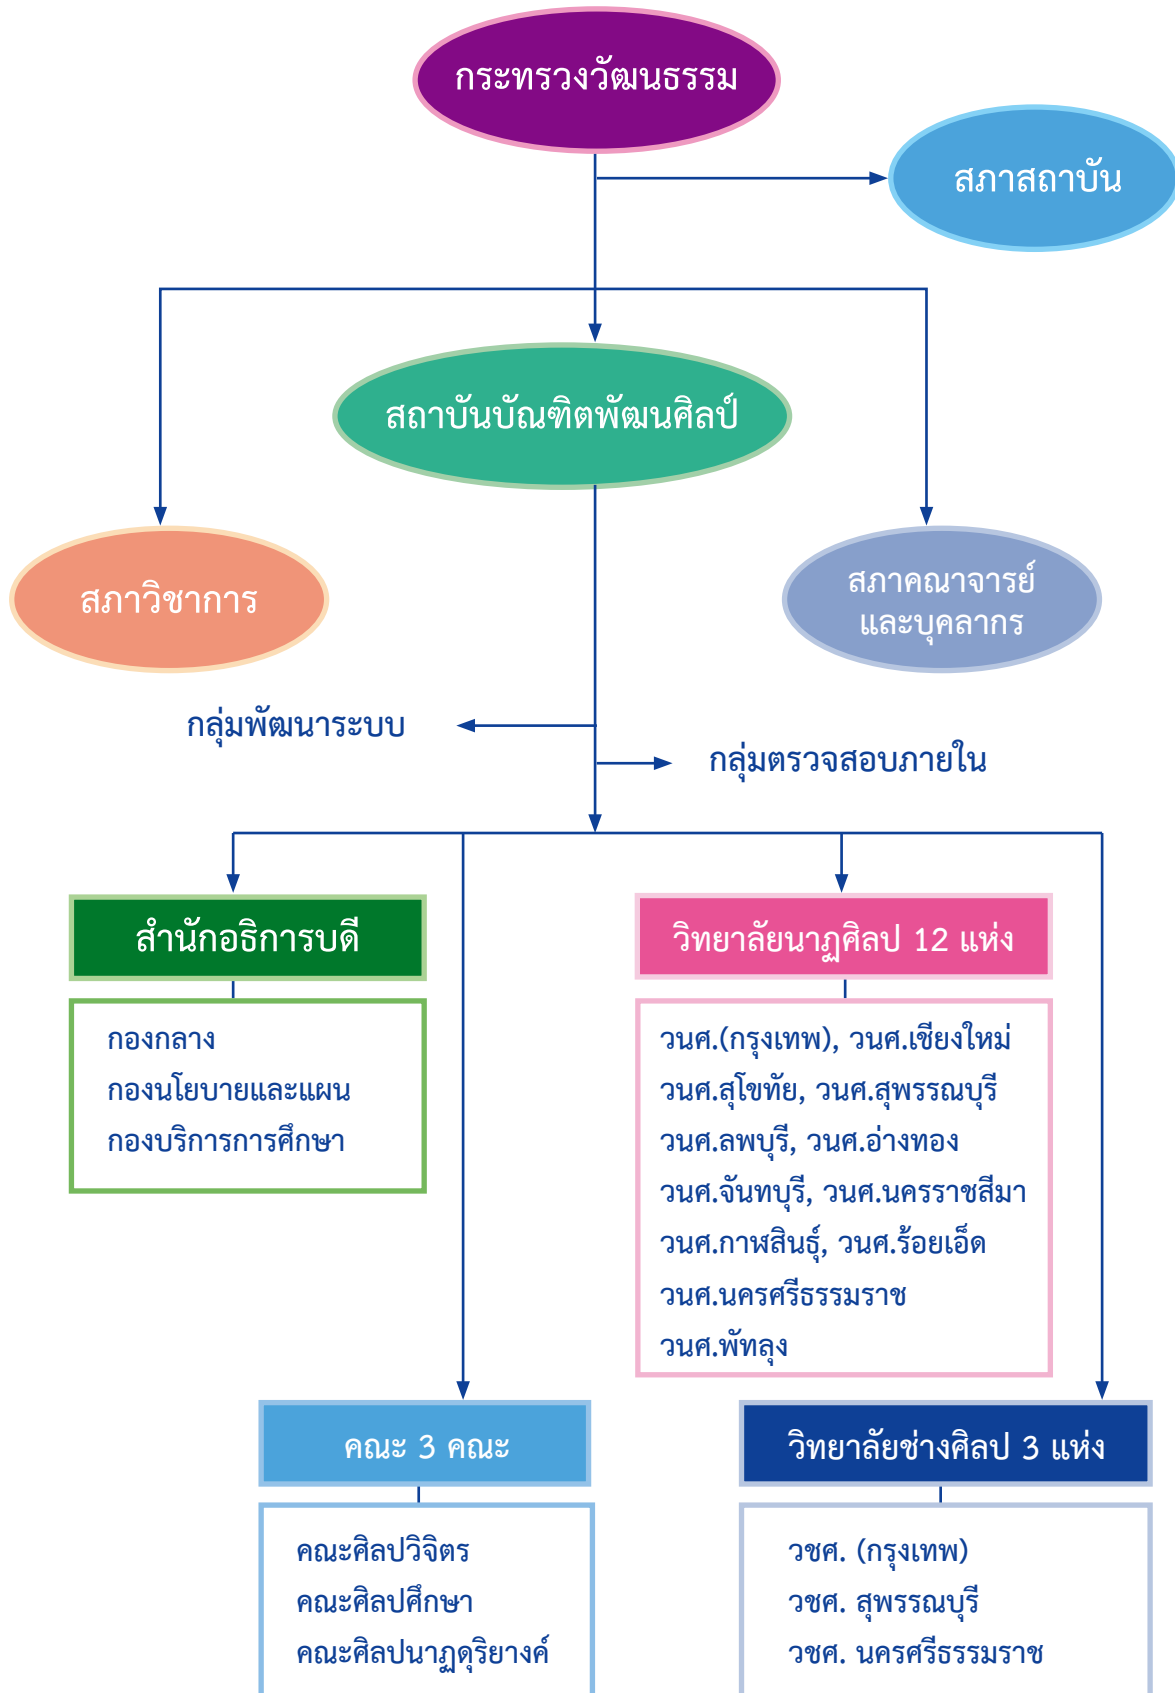 กระทรวงวัฒนธรรม
สภาสถาบัน
สถาบันบัณฑิตพัฒนศิลป์
สภาวิชาการ
สภาคณาจารย์
และบุคลากร
กลุ่มพัฒนาระบบ
กลุ่มตรวจสอบภายใน
สำนักอธิการบดี
กองกลาง
กองนโยบายและแผน
กองบริการการศึกษา
วิทยาลัยนาฏศิลป 12 แห่ง
วนศ.(กรุงเทพ), วนศ.เชียงใหม่
วนศ.สุโขทัย, วนศ.สุพรรณบุรี
วนศ.ลพบุรี, วนศ.อ่างทอง
วนศ.จันทบุรี, วนศ.นครราชสีมา
วนศ.กาฬสินธุ์, วนศ.ร้อยเอ็ด
วนศ.นครศรีธรรมราช
วนศ.พัทลุง
คณะ 3 คณะ
คณะศิลปวิจิตร
คณะศิลปศึกษา
คณะศิลปนาฏดุริยางค์
วิทยาลัยช่างศิลป 3 แห่ง
วชศ. (กรุงเทพ)
วชศ. สุพรรณบุรี
วชศ. นครศรีธรรมราช